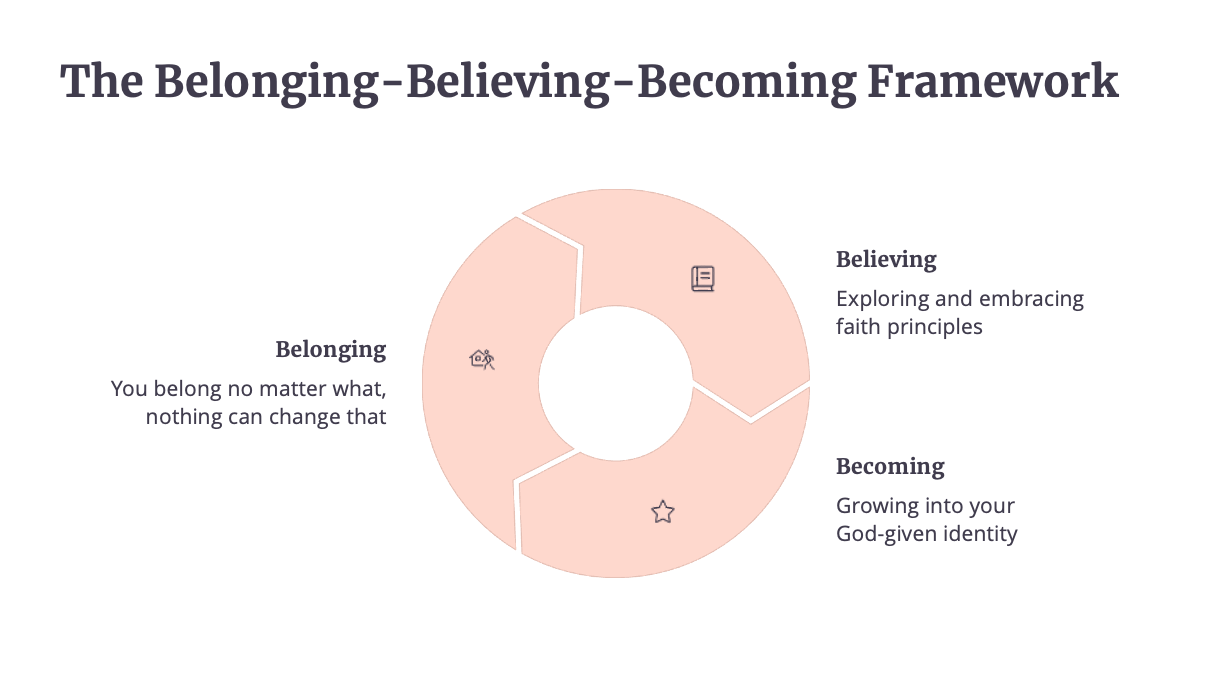 The Belonging–Believing–Becoming Framework
Belonging
You belong no matter what,
nothing can change that
Believing
Exploring and embracing
faith principles
Becoming
Growing into your
God-given identity